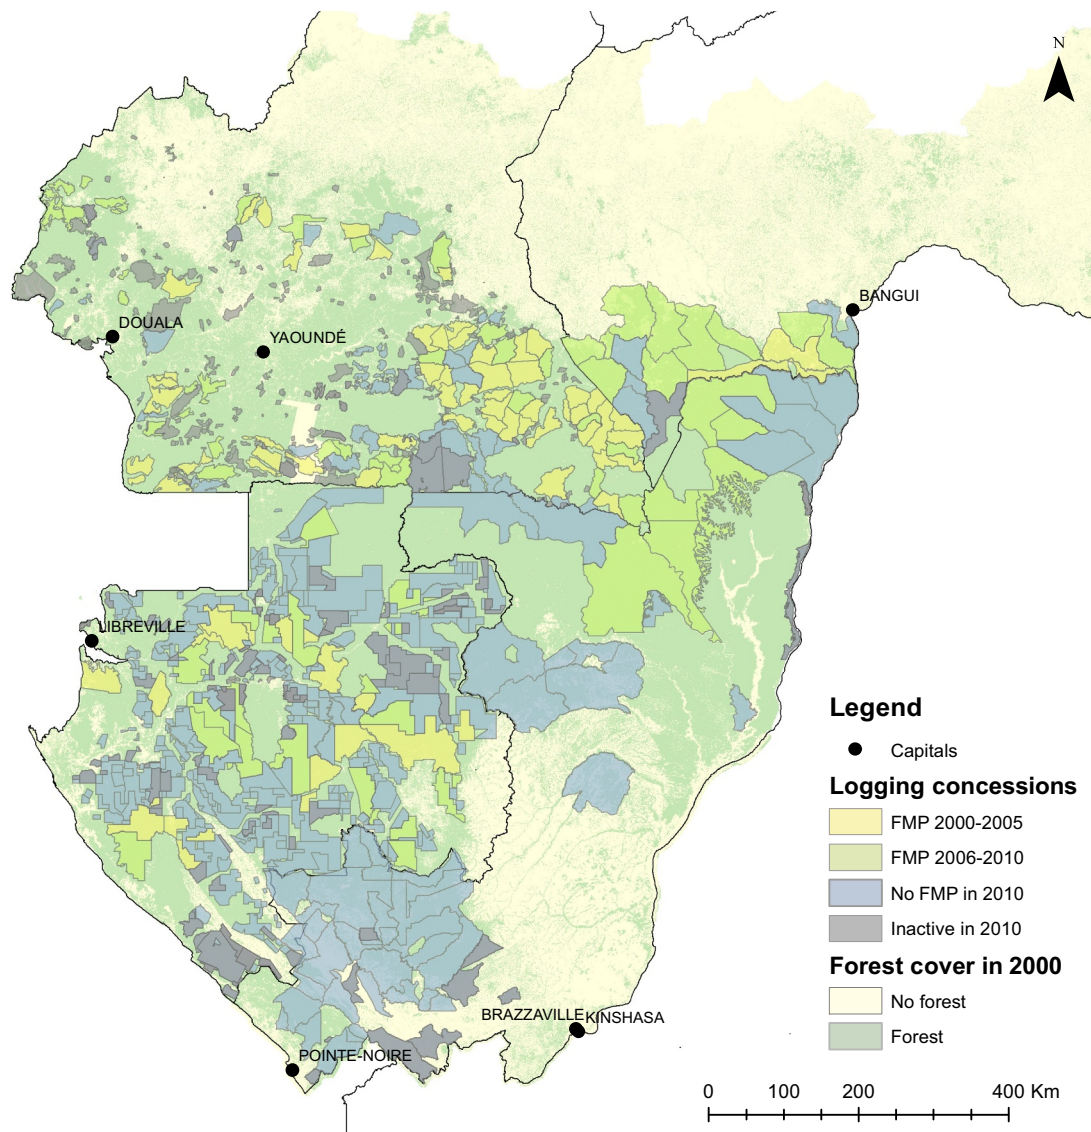 N
BANGUI
DOUALA
YAOUNDÉ
LIBREVILLE
Legend
Capitals
Logging concessions
FMP 2000-2005
FMP 2006-2010
No FMP in 2010
Inactive in 2010
Forest cover in 2000
No forest
Forest
BRAZZAVILLE
KINSHASA
POINTE-NOIRE
0 100 200 400 Km